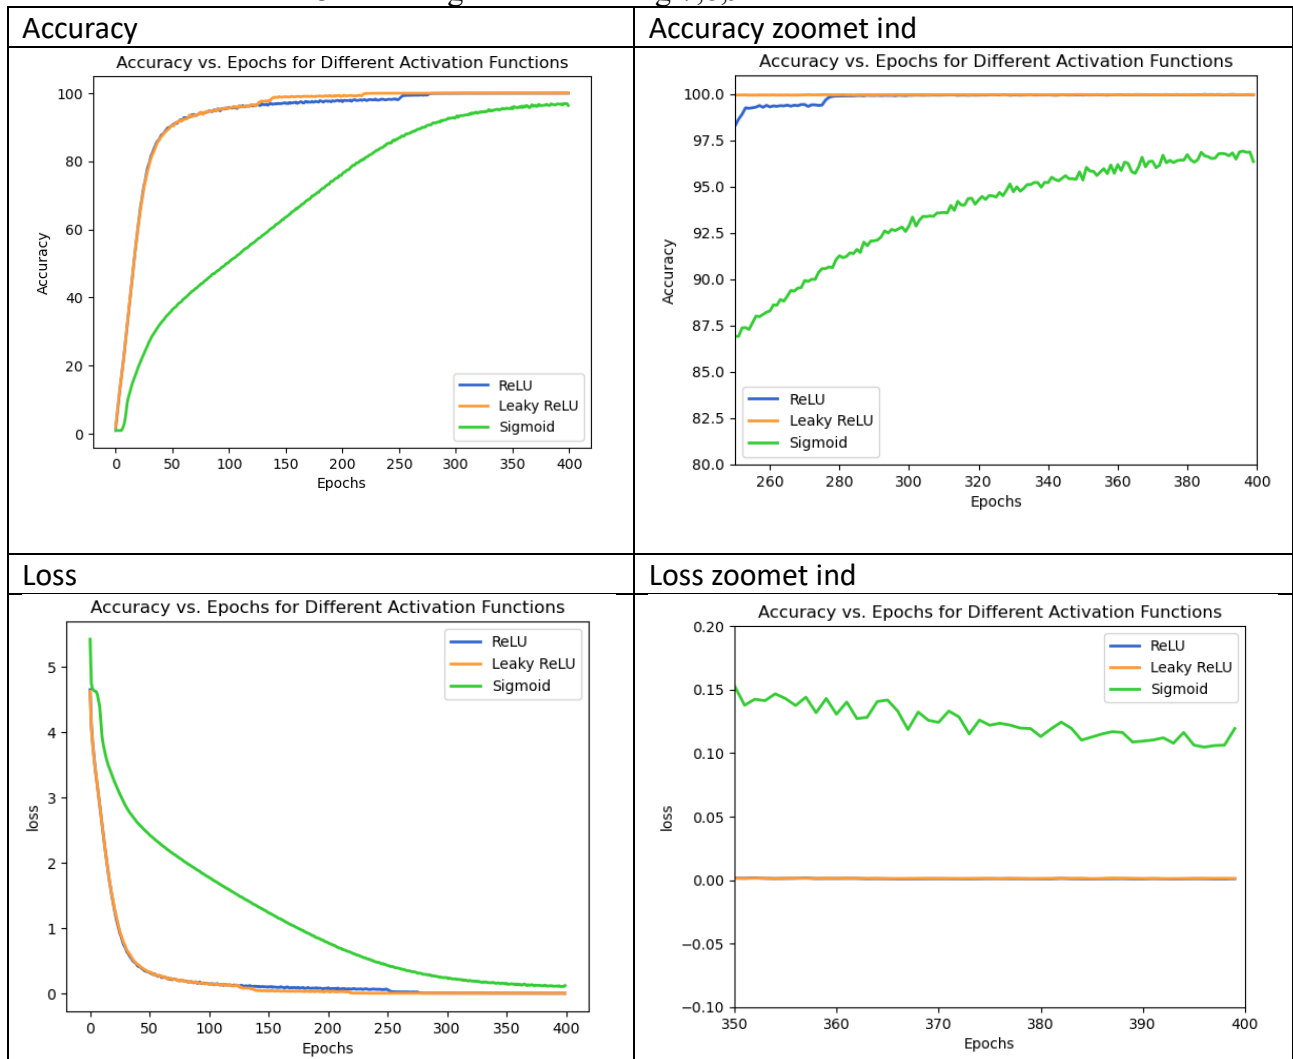 Accuracy
Accuracy zoomet ind
Accuracy vs. Epochs for Different Activation Functions
100
80
60
40
20
0
Accuracy
ReLU
Leaky ReLU
Sigmoid
0 50 100 150 200 250 300 350 400
Epochs
Accuracy vs. Epochs for Different Activation Functions
100.0
97.5
95.0
92.5
90.0
87.5
85.0
82.5
80.0
Accuracy
ReLU
Leaky ReLU
Sigmoid
260 280 300 320 340 360 380 400
Epochs
Loss
Loss zoomet ind
Accuracy vs. Epochs for Different Activation Functions
5
4
3
2
1
0
loss
ReLU
Leaky ReLU
Sigmoid
0 50 100 150 200 250 300 350 400
Epochs
Accuracy vs. Epochs for Different Activation Functions
0.20
0.15
0.10
0.05
0.00
−0.05
−0.10
loss
ReLU
Leaky ReLU
Sigmoid
350 360 370 380 390 400
Epochs